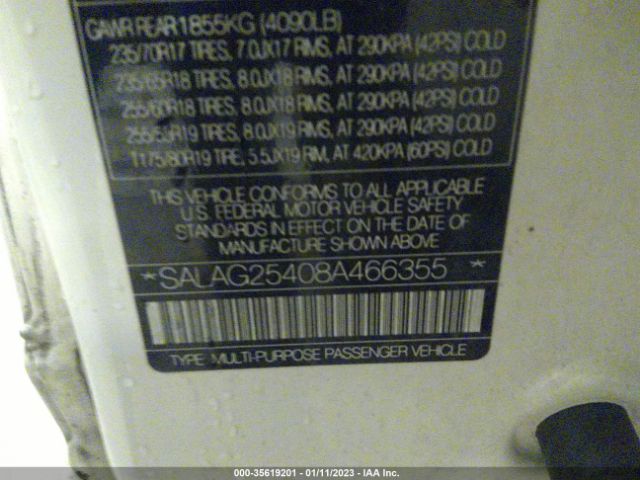 GAWR REAR 1855KG (4090LB)
235/70R17 TIRES, 7.0JX17 RIMS, AT 290KPA (42PSI) COLD
235/65R18 TIRES, 8.0JX18 RIMS, AT 290KPA (42PSI) COLD
255/60R18 TIRES, 8.0JX18 RIMS, AT 290KPA (42PSI) COLD
255/55R19 TIRES, 8.0JX19 RIMS, AT 290KPA (42PSI) COLD
T175/80R19 TIRE, 5.5JX19 RIM, AT 420KPA (60PSI) COLD
THIS VEHICLE CONFORMS TO ALL APPLICABLE
U.S. FEDERAL MOTOR VEHICLE SAFETY
STANDARDS IN EFFECT ON THE DATE OF
MANUFACTURE SHOWN ABOVE
*SALAG25408A466355*
TYPE: MULTI-PURPOSE PASSENGER VEHICLE
000-35619201 - 01/11/2023 - IAA Inc.